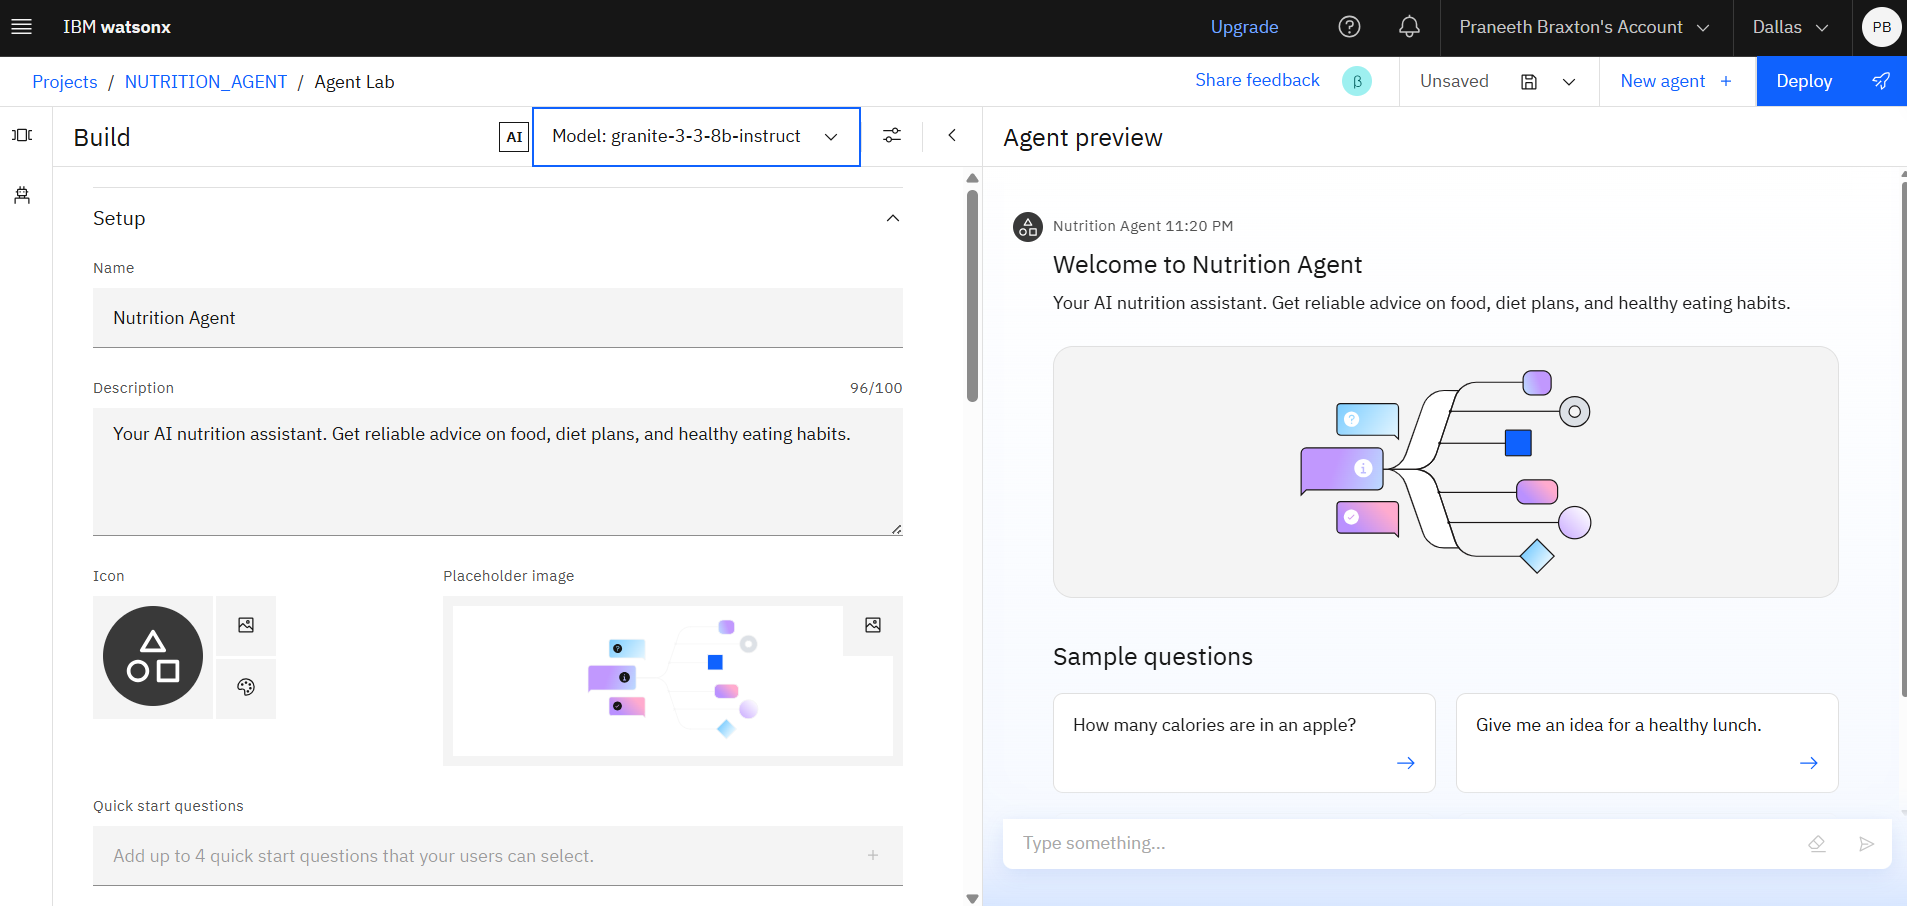 IBM watsonx
Upgrade
Praneeth Braxton's Account
Dallas
PB
Projects / NUTRITION_AGENT / Agent Lab
Share feedback
β
Unsaved
New agent +
Deploy
Build
AI
Model: granite-3-3-8b-instruct
Agent preview
Setup
Name
Nutrition Agent
Description
96/100
Your AI nutrition assistant. Get reliable advice on food, diet plans, and healthy eating habits.
Icon
Placeholder image
Quick start questions
Add up to 4 quick start questions that your users can select.
Nutrition Agent 11:20 PM
Welcome to Nutrition Agent
Your AI nutrition assistant. Get reliable advice on food, diet plans, and healthy eating habits.
Sample questions
How many calories are in an apple?
Give me an idea for a healthy lunch.
Type something...